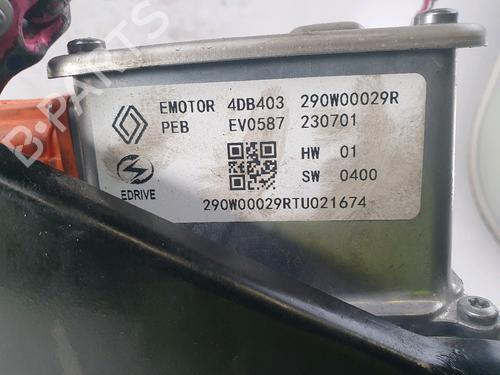 EMOTOR 4DB403 290W00029R
PEB EV0587 230701
HW 01
SW 0400
EDRIVE
290W00029RTU021674
B-PARTS